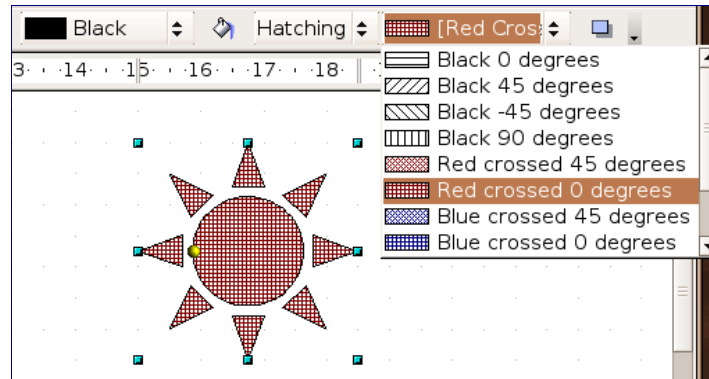 Black Hatching [Red Cros
3 · 14 · 15 · 16 · 17 · 18 ·
Black 0 degrees
Black 45 degrees
Black -45 degrees
Black 90 degrees
Red crossed 45 degrees
Red crossed 0 degrees
Blue crossed 45 degrees
Blue crossed 0 degrees